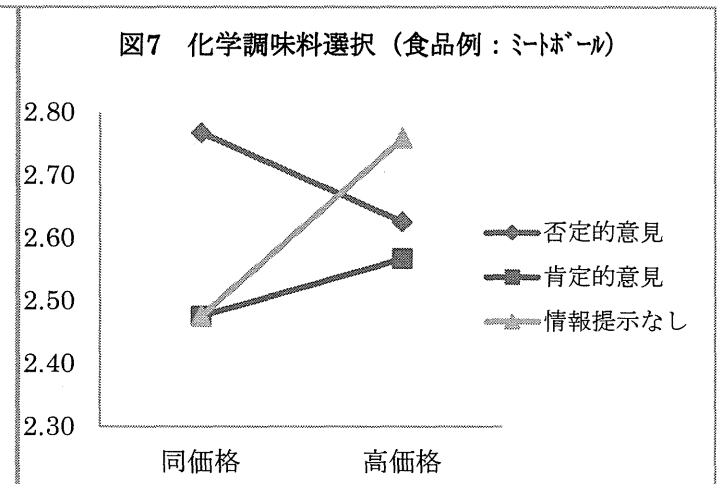 図7　化学調味料選択（食品例：ﾐｰﾄﾎﾞｰﾙ）
2.80
2.70
2.60
2.50
2.40
2.30
同価格
高価格
否定的意見
肯定的意見
情報提示なし